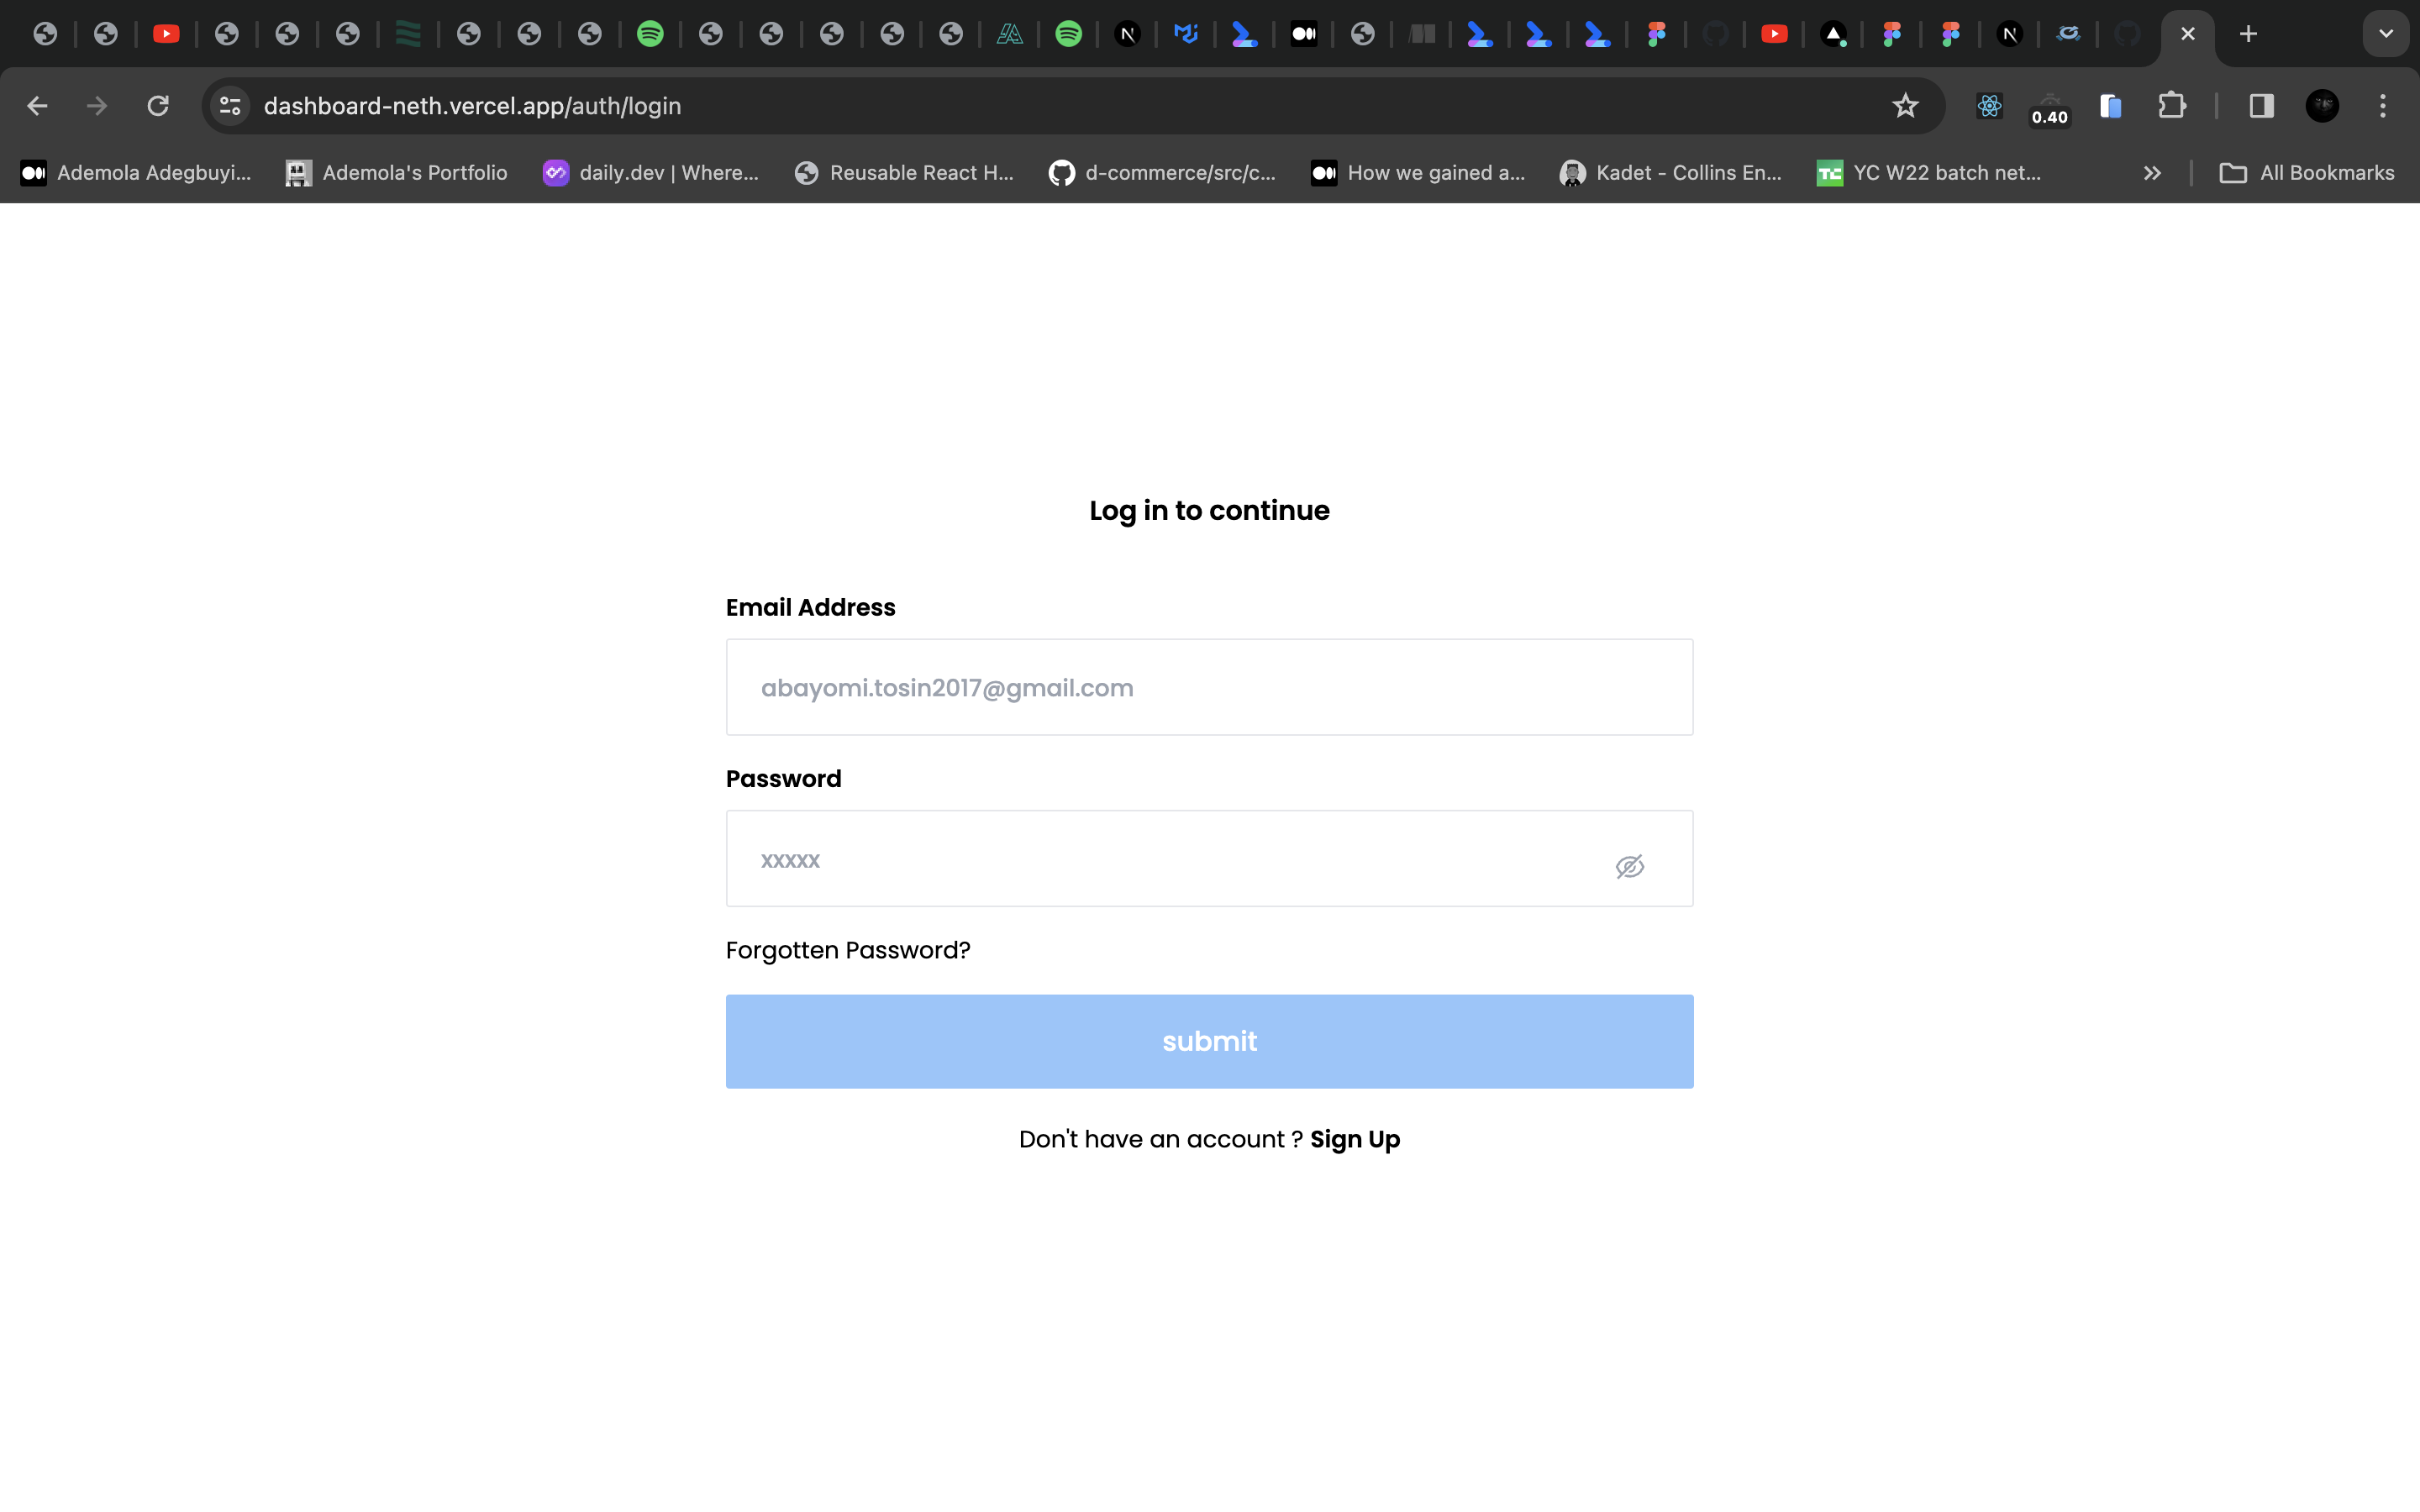 dashboard-neth.vercel.app/auth/login
0.40
Ademola Adegbuyi... Ademola's Portfolio daily.dev | Where... Reusable React H... d-commerce/src/c... How we gained a... Kadet - Collins En... TC YC W22 batch net... All Bookmarks
Log in to continue
Email Address
abayomi.tosin2017@gmail.com
Password
xxxxx
Forgotten Password?
submit
Don't have an account ? Sign Up